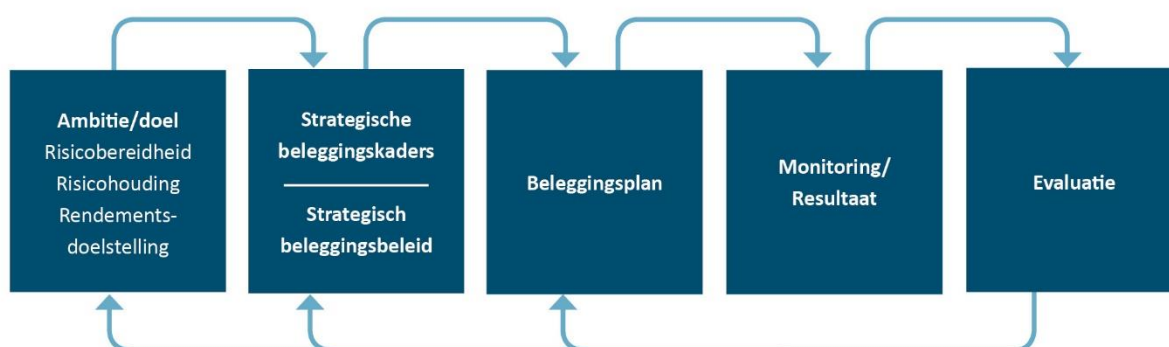 Ambitie/doel
Risicobereidheid
Risicohouding
Rendements-
doelstelling
Strategische
beleggingskaders
Strategisch
beleggingsbeleid
Beleggingsplan
Monitoring/
Resultaat
Evaluatie